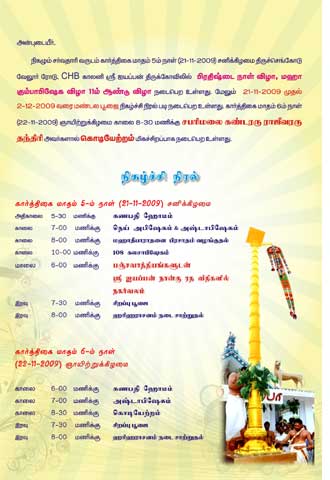 அன்புடையீர்,
நிகழும் சர்வதாரி வருடம் கார்த்திகை மாதம் 5ம் நாள் (21-11-2009) சனிக்கிழமை திருச்செங்கோடு
வேலூர் ரோடு, CHB காலனி ஸ்ரீ ஐயப்பன் திருக்கோவிலில் பிரதிஷ்டை நாள் விழா, மஹா
கும்பாபிஷேக விழா 11ம் ஆண்டு விழா நடைபெற உள்ளது. மேலும் 21-11-2009 முதல்
2-12-2009 வரை மண்டல பூஜை நிகழ்ச்சி நிரல் படி நடைபெற உள்ளது. கார்த்திகை மாதம் 6ம் நாள்
(22-11-2009) ஞாயிற்றுக்கிழமை காலை 8-30 மணிக்கு சபரிமலை கண்டரரு ராஜீவரரு
தந்திரி அவர்களால் கொடியேற்றம் மிகச்சிறப்பாக நடைபெற உள்ளது.
நிகழ்ச்சி நிரல்
கார்த்திகை மாதம் 5-ம் நாள் (21-11-2009) சனிக்கிழமை
அதிகாலை 5-30 மணிக்கு கணபதி ஹோமம்
காலை 7-00 மணிக்கு நெய் அபிஷேகம் & அஷ்டாபிஷேகம்
காலை 8-00 மணிக்கு மஹாதீபாராதனை பிரசாதம் வழங்குதல்
காலை 10-00 மணிக்கு 108 கலசாபிஷேகம்
மாலை 6-00 மணிக்கு பஞ்சவாத்தியங்களுடன்
ஸ்ரீ ஐயப்பன் நான்கு ரத வீதிகளில்
நகர்வலம்
இரவு 7-30 மணிக்கு சிறப்பு பூஜை
இரவு 8-00 மணிக்கு ஹரிஹராசனம் நடை சாற்றுதல்
கார்த்திகை மாதம் 6-ம் நாள்
(22-11-2009) ஞாயிற்றுக்கிழமை
காலை 6-00 மணிக்கு கணபதி ஹோமம்
காலை 7-00 மணிக்கு அஷ்டாபிஷேகம்
காலை 8-30 மணிக்கு கொடியேற்றம்
இரவு 7-30 மணிக்கு சிறப்பு பூஜை
இரவு 8-00 மணிக்கு ஹரிஹராசனம் நடை சாற்றுதல்